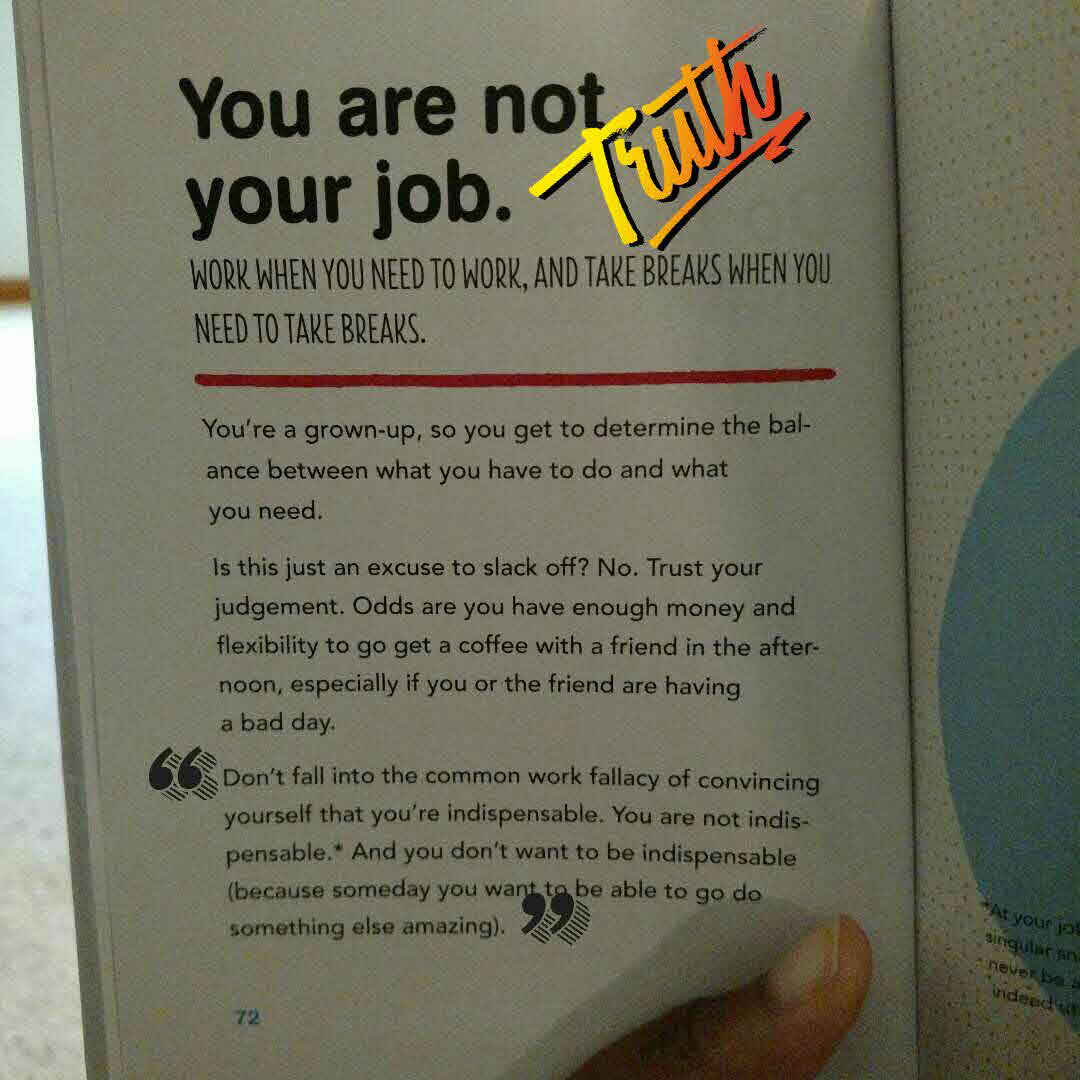 You are not
your job.
Truth
WORK WHEN YOU NEED TO WORK, AND TAKE BREAKS WHEN YOU
NEED TO TAKE BREAKS.
You're a grown-up, so you get to determine the bal-
ance between what you have to do and what
you need.
Is this just an excuse to slack off? No. Trust your
judgement. Odds are you have enough money and
flexibility to go get a coffee with a friend in the after-
noon, especially if you or the friend are having
a bad day.
“Don't fall into the common work fallacy of convincing
yourself that you're indispensable. You are not indis-
pensable.* And you don't want to be indispensable
(because someday you want to be able to go do
something else amazing).”
72
*At your
singular
never be
indeed